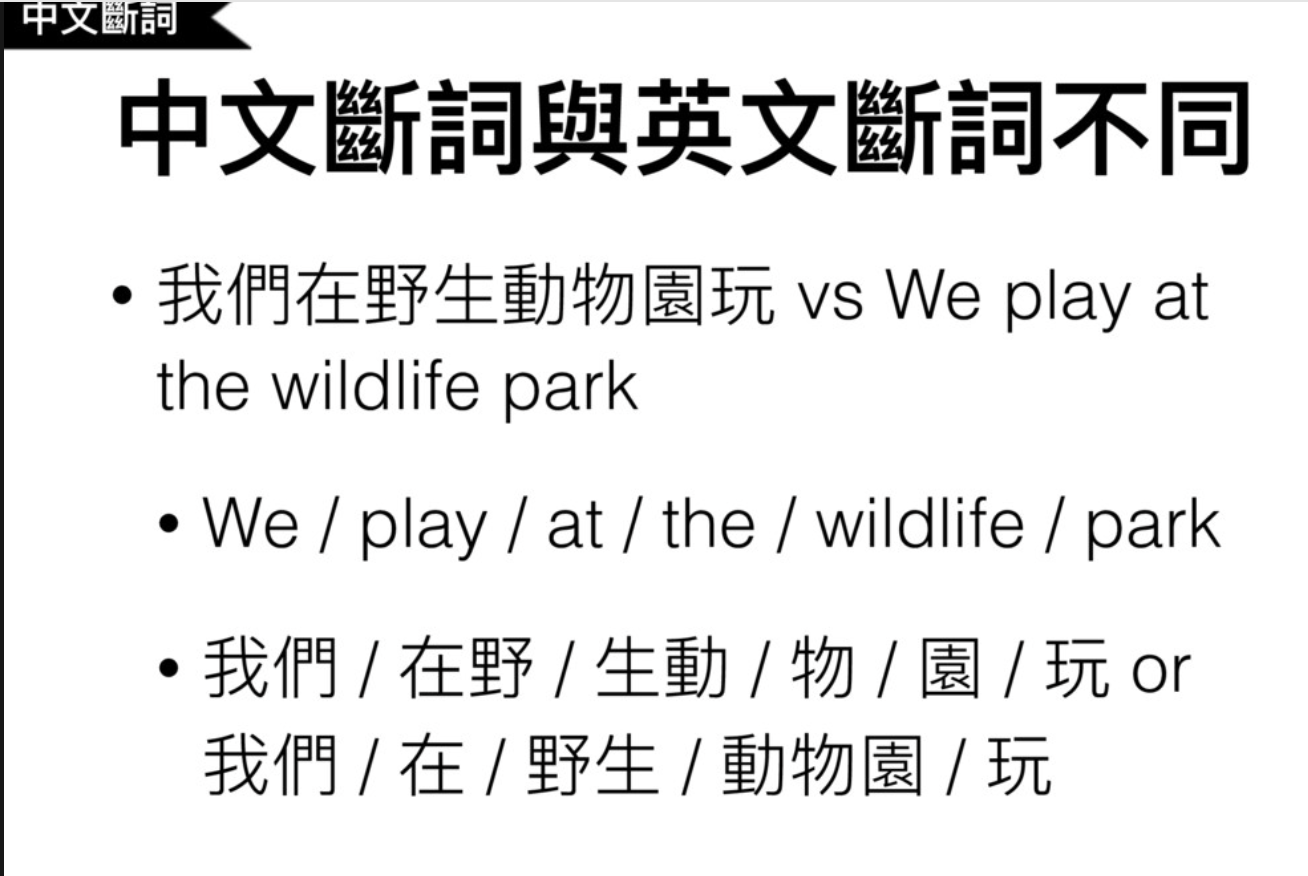 中文斷詞
中文斷詞與英文斷詞不同
• 我們在野生動物園玩 vs We play at
the wildlife park
• We / play / at / the / wildlife / park
• 我們 / 在野 / 生動 / 物 / 園 / 玩 or
我們 / 在 / 野生 / 動物園 / 玩